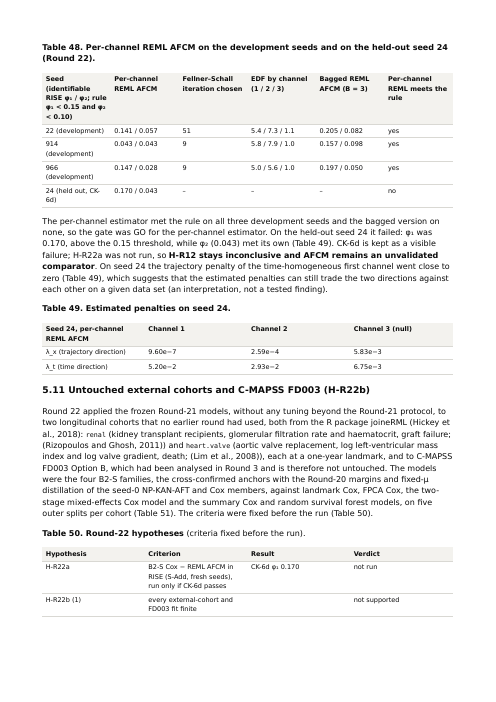 Table 48. Per-channel REML AFCM on the development seeds and on the held-out seed 24
(Round 22).
Seed (identifiable RISE φ₁ / φ₂; rule φ₁ < 0.15 and φ₂ < 0.10) Per-channel REML AFCM Fellner–Schall iteration chosen EDF by channel (1 / 2 / 3) Bagged REML AFCM (B = 3) Per-channel REML meets the rule
22 (development) 0.141 / 0.057 51 5.4 / 7.3 / 1.1 0.205 / 0.082 yes
914 (development) 0.043 / 0.043 9 5.8 / 7.9 / 1.0 0.157 / 0.098 yes
966 (development) 0.147 / 0.028 9 5.0 / 5.6 / 1.0 0.197 / 0.050 yes
24 (held out, CK-6d) 0.170 / 0.043 – – – no
The per-channel estimator met the rule on all three development seeds and the bagged version on
none, so the gate was GO for the per-channel estimator. On the held-out seed 24 it failed: φ₁ was
0.170, above the 0.15 threshold, while φ₂ (0.043) met its own (Table 49). CK-6d is kept as a visible
failure; H-R22a was not run, so H-R12 stays inconclusive and AFCM remains an unvalidated
comparator. On seed 24 the trajectory penalty of the time-homogeneous first channel went close to
zero (Table 49), which suggests that the estimated penalties can still trade the two directions against
each other on a given data set (an interpretation, not a tested finding).
Table 49. Estimated penalties on seed 24.
Seed 24, per-channel REML AFCM Channel 1 Channel 2 Channel 3 (null)
λ_x (trajectory direction) 9.60e−7 2.59e−4 5.83e−3
λ_t (time direction) 5.20e−2 2.93e−2 6.75e−3
5.11 Untouched external cohorts and C-MAPSS FD003 (H-R22b)
Round 22 applied the frozen Round-21 models, without any tuning beyond the Round-21 protocol, to
two longitudinal cohorts that no earlier round had used, both from the R package joineRML (Hickey
et al., 2018): renal (kidney transplant recipients, glomerular filtration rate and haematocrit, graft failure;
(Rizopoulos and Ghosh, 2011)) and heart.valve (aortic valve replacement, log left-ventricular mass
index and log valve gradient, death; (Lim et al., 2008)), each at a one-year landmark, and to C-MAPSS
FD003 Option B, which had been analysed in Round 3 and is therefore not untouched. The models
were the four B2-S families, the cross-confirmed anchors with the Round-20 margins and fixed-μ
distillation of the seed-0 NP-KAN-AFT and Cox members, against landmark Cox, FPCA Cox, the two-
stage mixed-effects Cox model and the summary Cox and random survival forest models, on five
outer splits per cohort (Table 51). The criteria were fixed before the run (Table 50).
Table 50. Round-22 hypotheses (criteria fixed before the run).
Hypothesis Criterion Result Verdict
H-R22a B2-S Cox − REML AFCM in RISE (S-Add, fresh seeds), run only if CK-6d passes CK-6d φ₁ 0.170 not run
H-R22b (1) every external-cohort and FD003 fit finite not supported